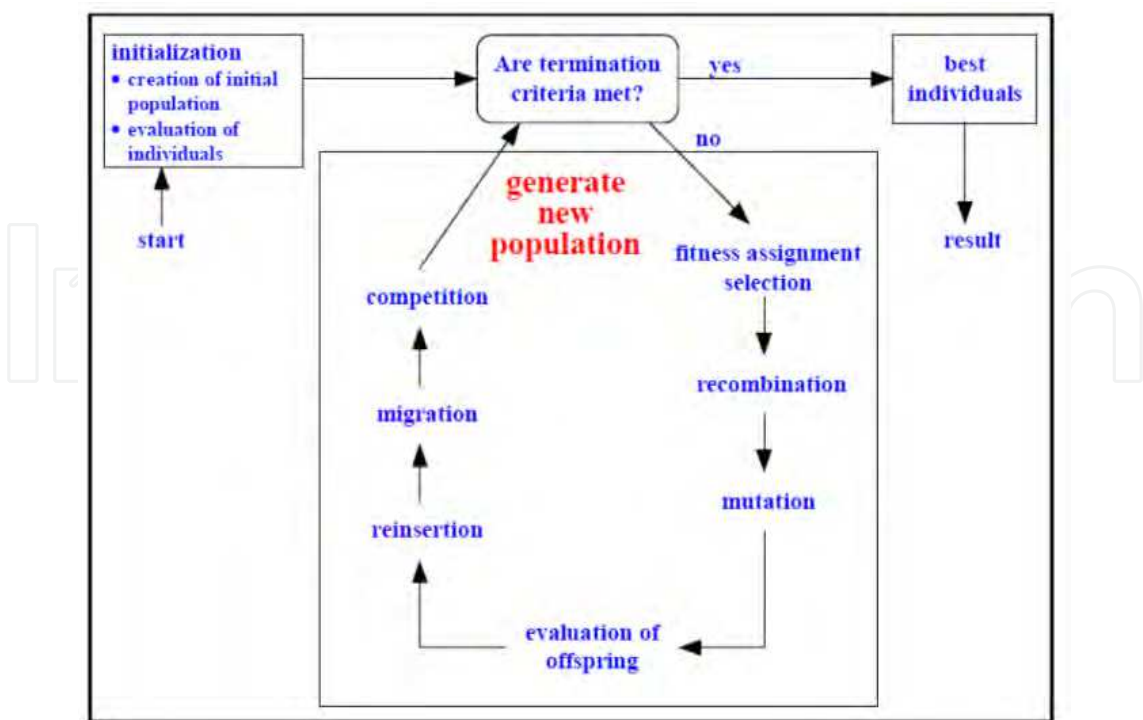 initialization
• creation of initial
population
• evaluation of
individuals
start
Are termination
criteria met?
yes
no
best
individuals
result
generate
new
population
fitness assignment
selection
recombination
mutation
evaluation of
offspring
reinsertion
migration
competition